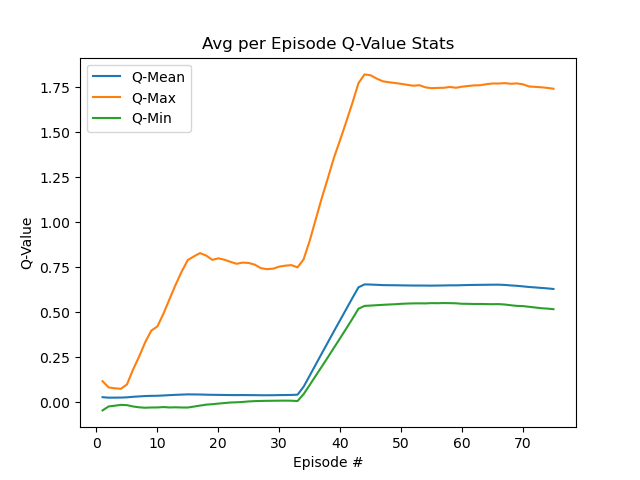 Avg per Episode Q-Value Stats
Q-Mean
Q-Max
Q-Min
Q-Value
1.75
1.50
1.25
1.00
0.75
0.50
0.25
0.00
0 10 20 30 40 50 60 70
Episode #